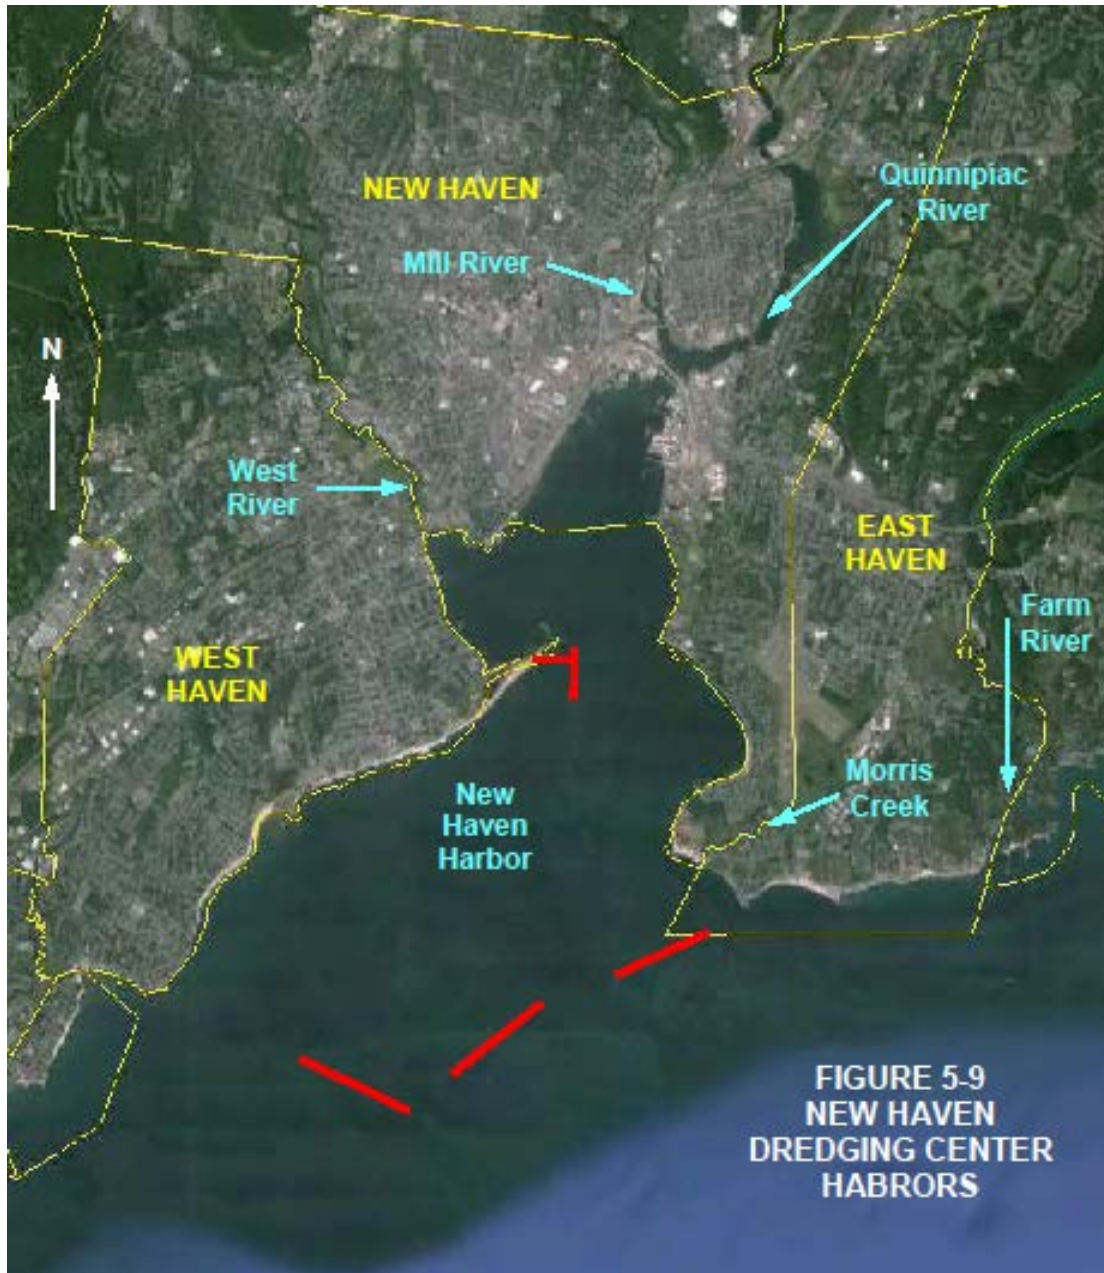 NEW HAVEN
Quinnipiac
River
Mill River
N
West
River
EAST
HAVEN
Farm
River
WEST
HAVEN
New
Haven
Harbor
Morris
Creek
FIGURE 5-9
NEW HAVEN
DREDGING CENTER
HABRORS